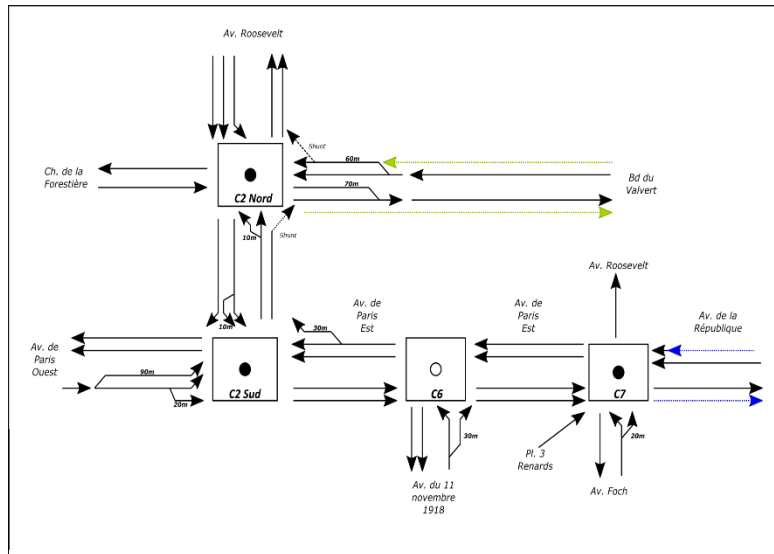 Av. Roosevelt
Shunt
60m
Ch. de la
Forestière
Bd du
Valvert
70m
C2 Nord
10m
Shunt
Av. Roosevelt
Av. de
Paris
Est
Av. de
Paris
Est
Av. de la
République
10m
30m
Av. de
Paris
Ouest
90m
20m
C2 Sud
C6
C7
30m
20m
Pl. 3
Renards
Av. du 11
novembre
1918
Av. Foch